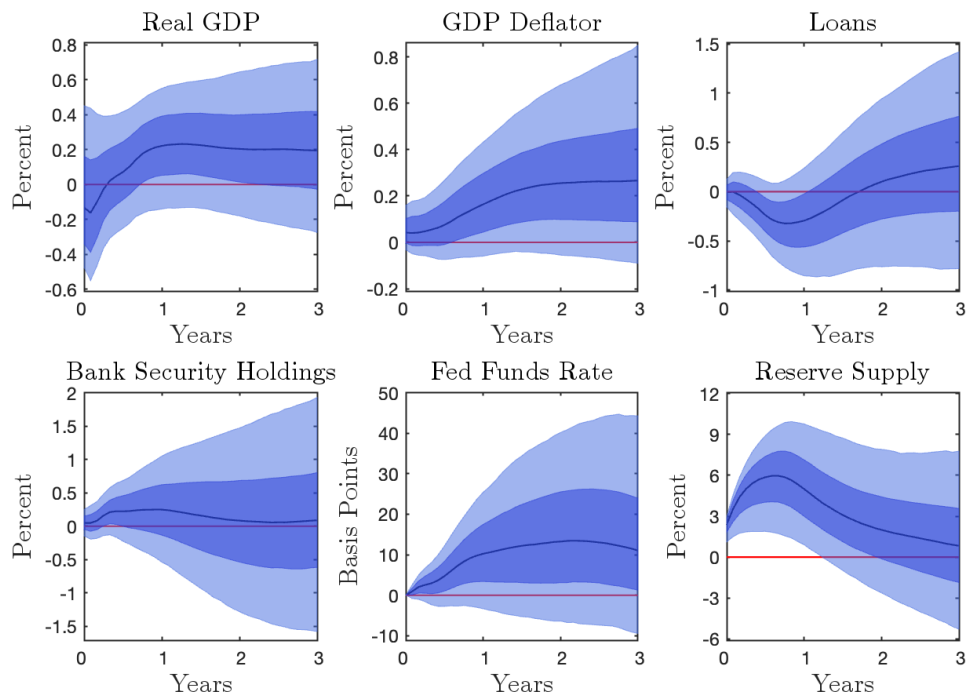 Real GDP
Percent
0.8
0.6
0.4
0.2
0
-0.2
-0.4
-0.6
0 1 2 3
Years
GDP Deflator
Percent
0.8
0.6
0.4
0.2
0
-0.2
0 1 2 3
Years
Loans
Percent
1.5
1
0.5
0
-0.5
-1
0 1 2 3
Years
Bank Security Holdings
Percent
2
1.5
1
0.5
0
-0.5
-1
-1.5
0 1 2 3
Years
Fed Funds Rate
Basis Points
50
40
30
20
10
0
-10
0 1 2 3
Years
Reserve Supply
Percent
12
9
6
3
0
-3
-6
0 1 2 3
Years